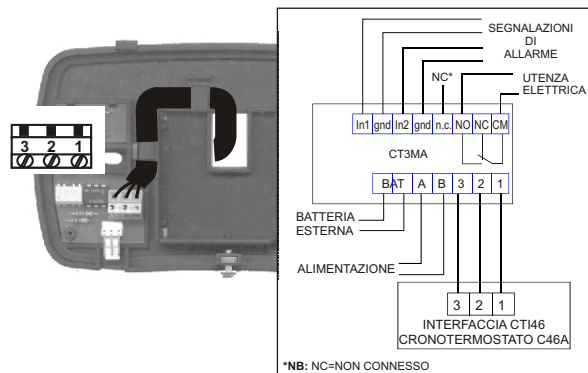 3 2 1
SEGNALAZIONI
DI
ALLARME
NC*
UTENZA
ELETTRICA
In1 gnd In2 gnd n.c. NO NC CM
CT3MA
BAT A B 3 2 1
BATTERIA
ESTERNA
ALIMENTAZIONE
3 2 1
INTERFACCIA CTI46
CRONOTERMOSTATO C46A
*NB: NC=NON CONNESSO